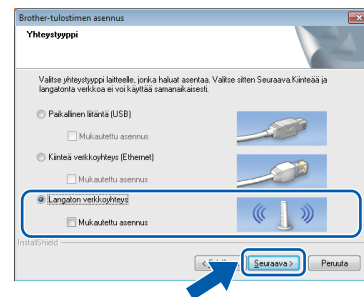 Brother-tulostimen asennus
Yhteystyyppi
Valitse yhteystyyppi laitteelle, jonka haluat asentaa. Valitse sitten Seuraava.Kiinteää ja
langatonta verkkoa ei voi käyttää samanaikaisesti.
Paikallinen liitäntä (USB)
Mukautettu asennus
Kiinteä verkkoyhteys (Ethernet)
Mukautettu asennus
Langaton verkkoyhteys
Mukautettu asennus
InstallShield
Seuraava >
Peruuta